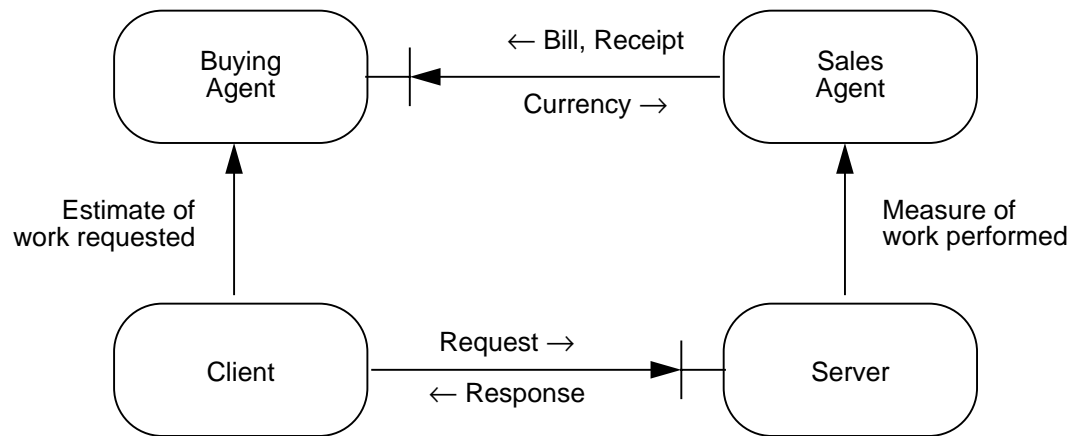 Buying
Agent
← Bill, Receipt
Currency →
Sales
Agent
Estimate of
work requested
Measure of
work performed
Client
Request →
← Response
Server